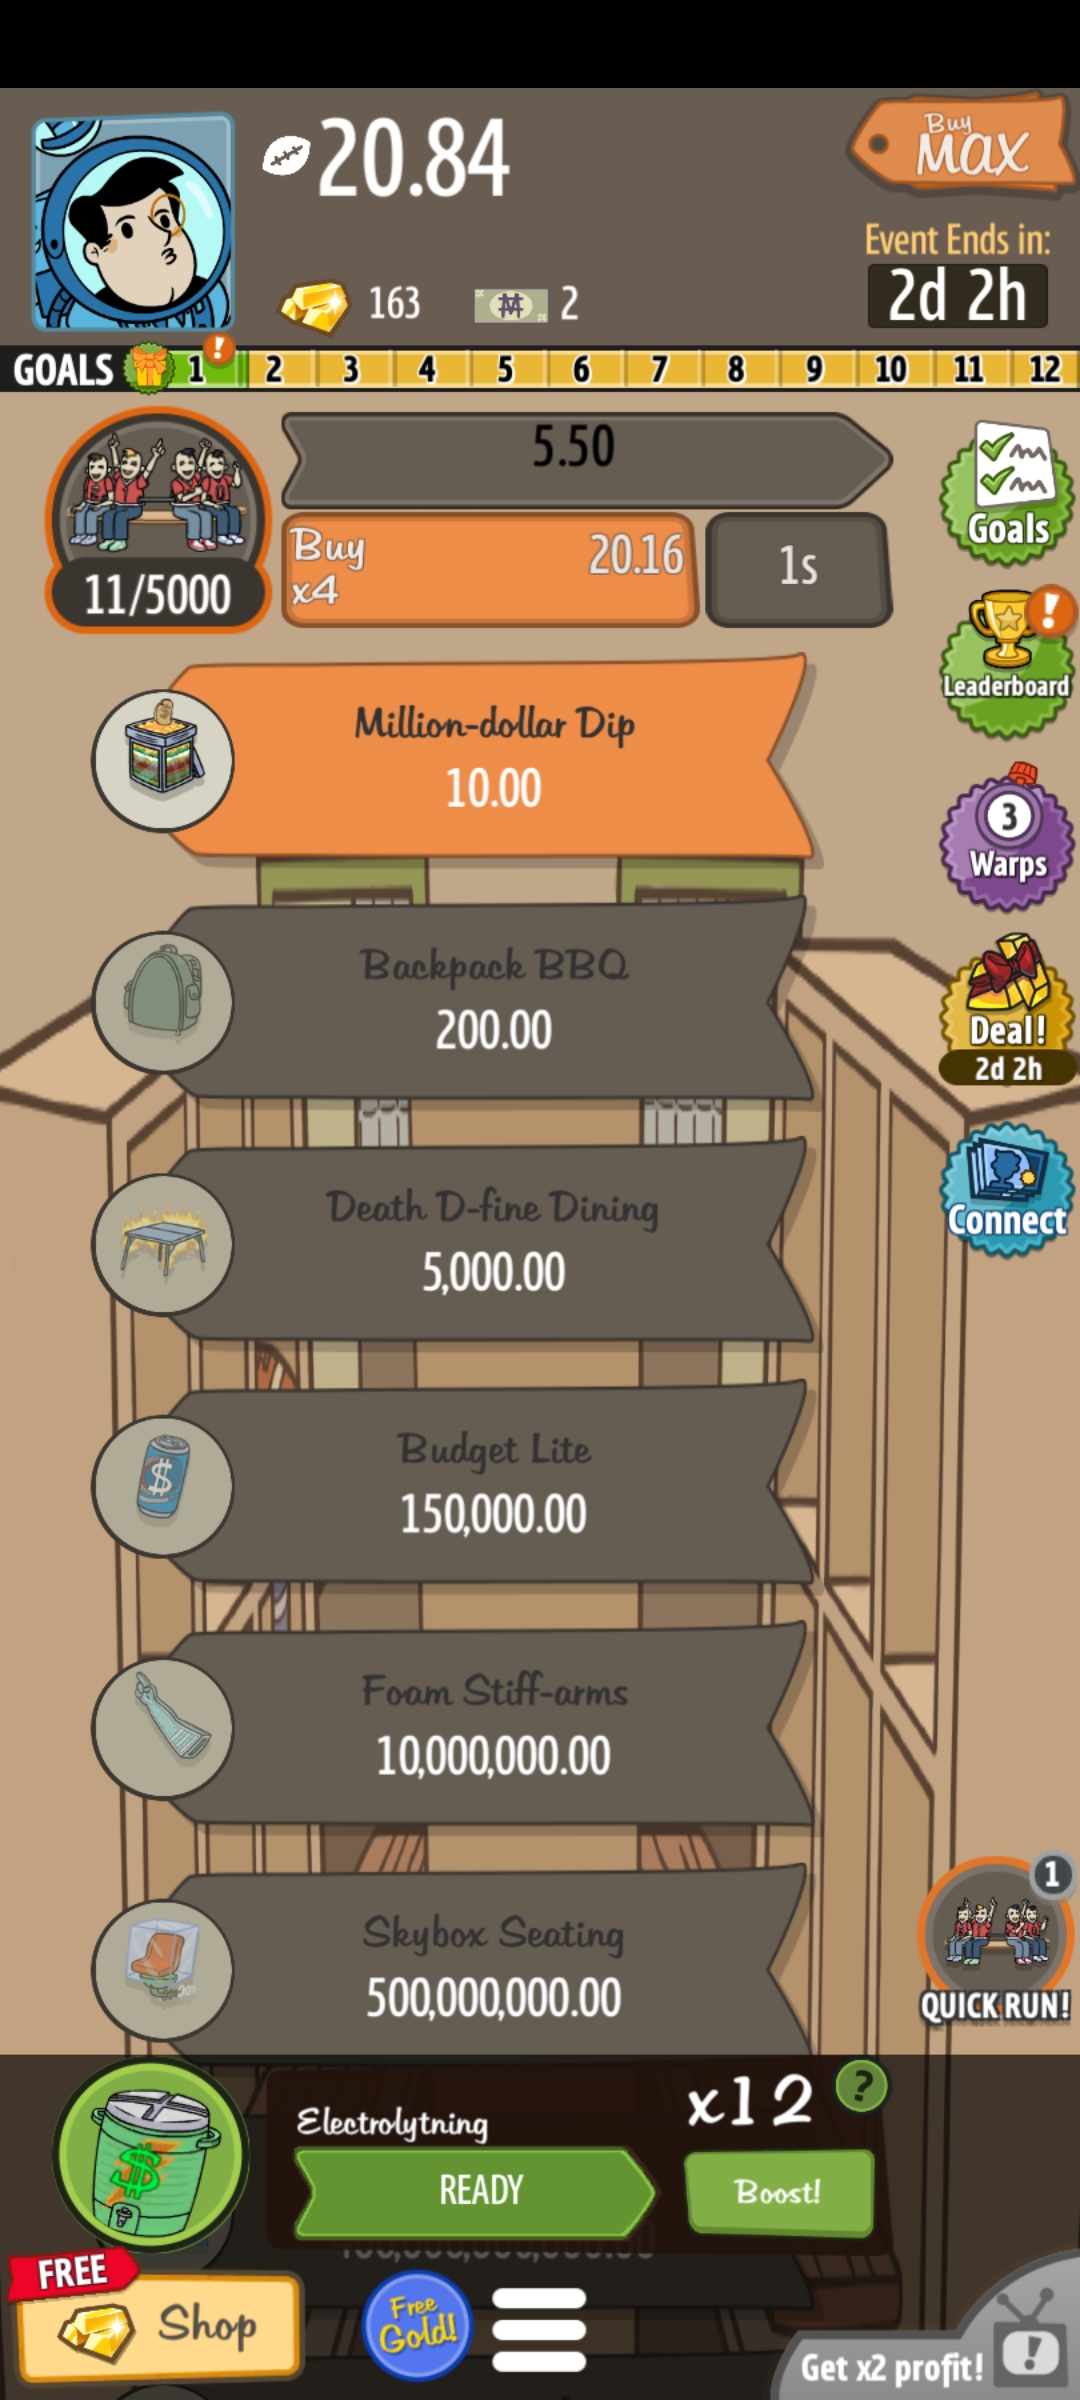 20.84
Buy
MAX
Event Ends in:
2d 2h
163
2
GOALS
1
!
2
3
4
5
6
7
8
9
10
11
12
5.50
11/5000
Buy
x4
20.16
1s
Goals
Million-dollar Dip
10.00
!
Leaderboard
3
Warps
Backpack BBQ
200.00
Deal!
2d 2h
Death D-fine Dining
5,000.00
Connect
Budget Lite
150,000.00
Foam Stiff-arms
10,000,000.00
Skybox Seating
500,000,000.00
1
QUICK RUN!
Electrolytning
x12
?
READY
Boost!
FREE
Shop
Free
Gold!
Get x2 profit!
!